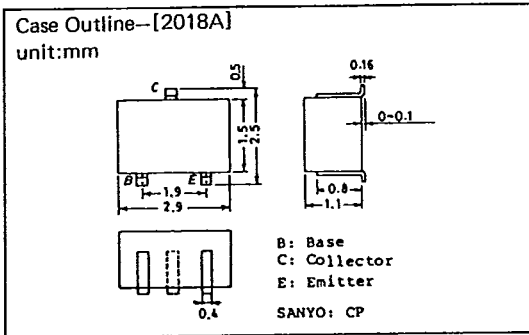 Case Outline—[2018A]
unit:mm
0.16
C
0.5
0~0.1
1.5
2.5
B
E
1.9
0.8
2.9
1.1
B: Base
C: Collector
E: Emitter
0.4
SANYO: CP